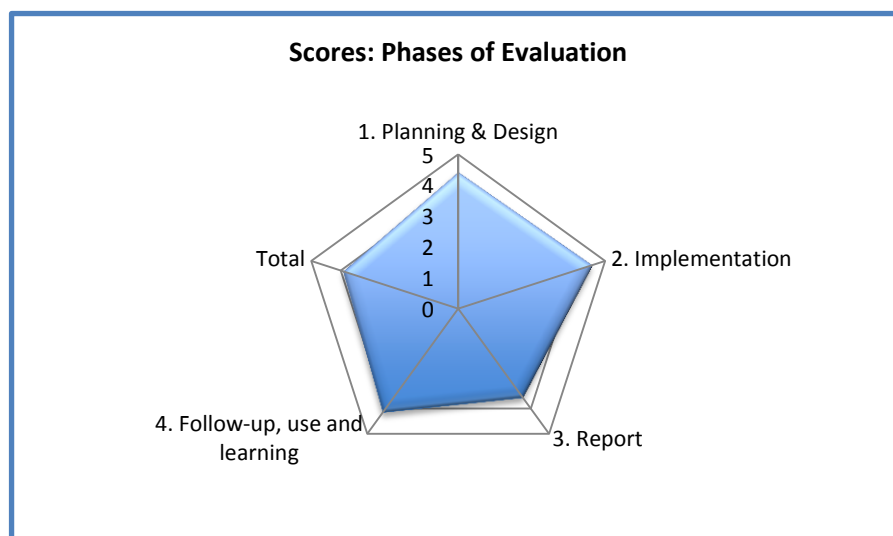 Scores: Phases of Evaluation
1. Planning & Design
5
4
3
2
1
0
2. Implementation
3. Report
4. Follow-up, use and
learning
Total